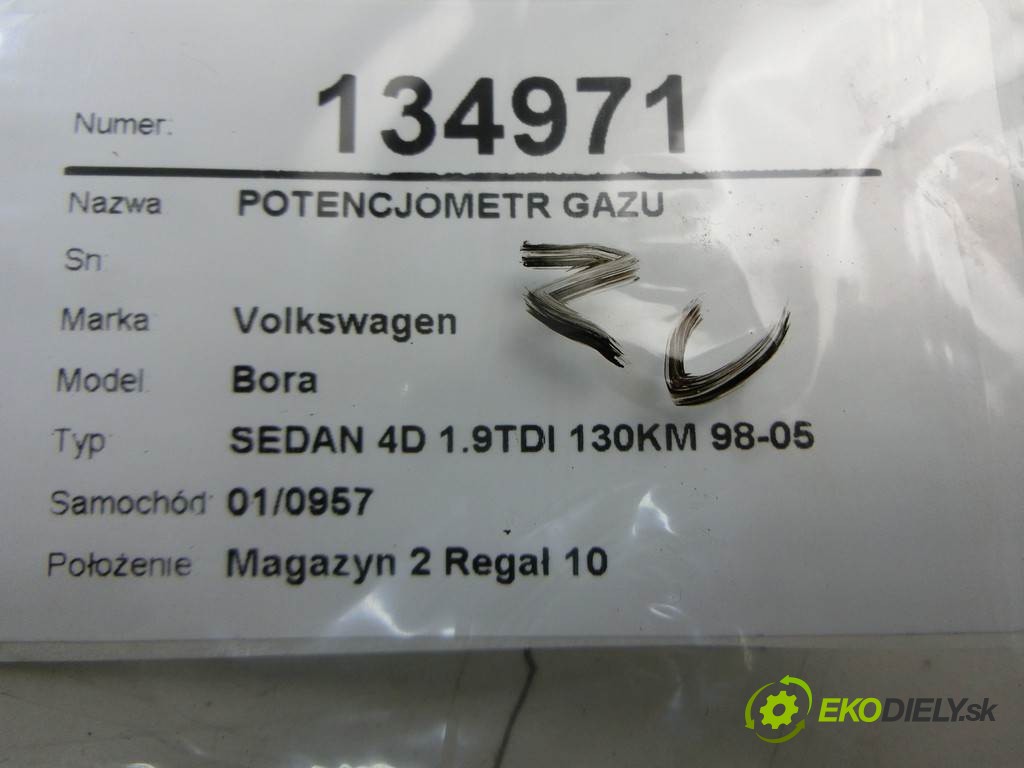 Numer: 134971
Nazwa POTENCJOMETR GAZU
Sn:
Marka Volkswagen
Model Bora
Typ SEDAN 4D 1.9TDI 130KM 98-05
Samochód 01/0957
Położenie Magazyn 2 Regał 10
EKODIELY.sk